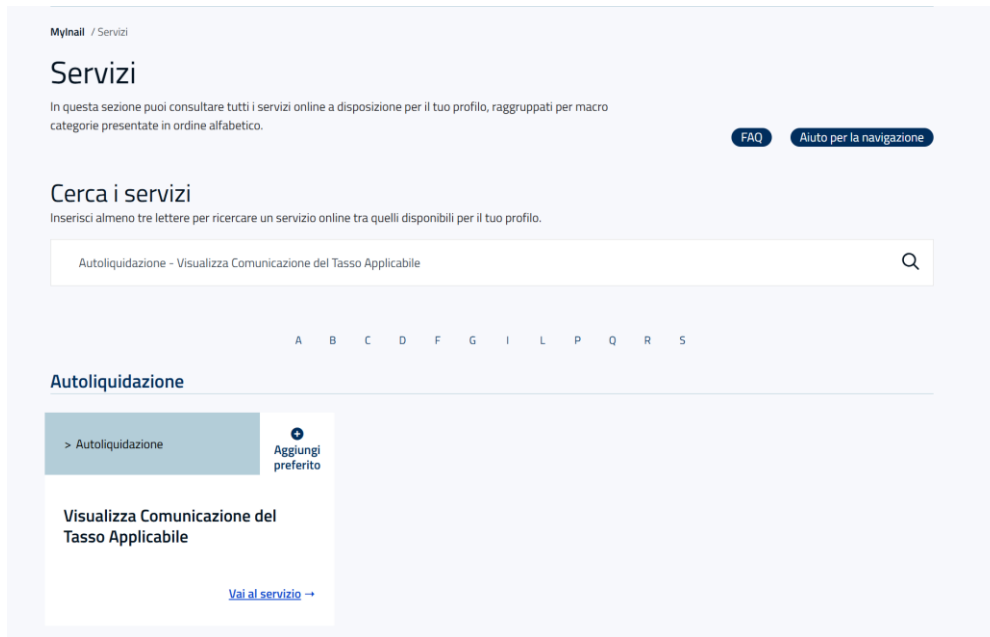 MyInail / Servizi
Servizi
In questa sezione puoi consultare tutti i servizi online a disposizione per il tuo profilo, raggruppati per macro
categorie presentate in ordine alfabetico.
FAQ Aiuto per la navigazione
Cerca i servizi
Inserisci almeno tre lettere per ricercare un servizio online tra quelli disponibili per il tuo profilo.
Autoliquidazione - Visualizza Comunicazione del Tasso Applicabile
A B C D F G I L P Q R S
Autoliquidazione
> Autoliquidazione
Aggiungi
preferito
Visualizza Comunicazione del
Tasso Applicabile
Vai al servizio →